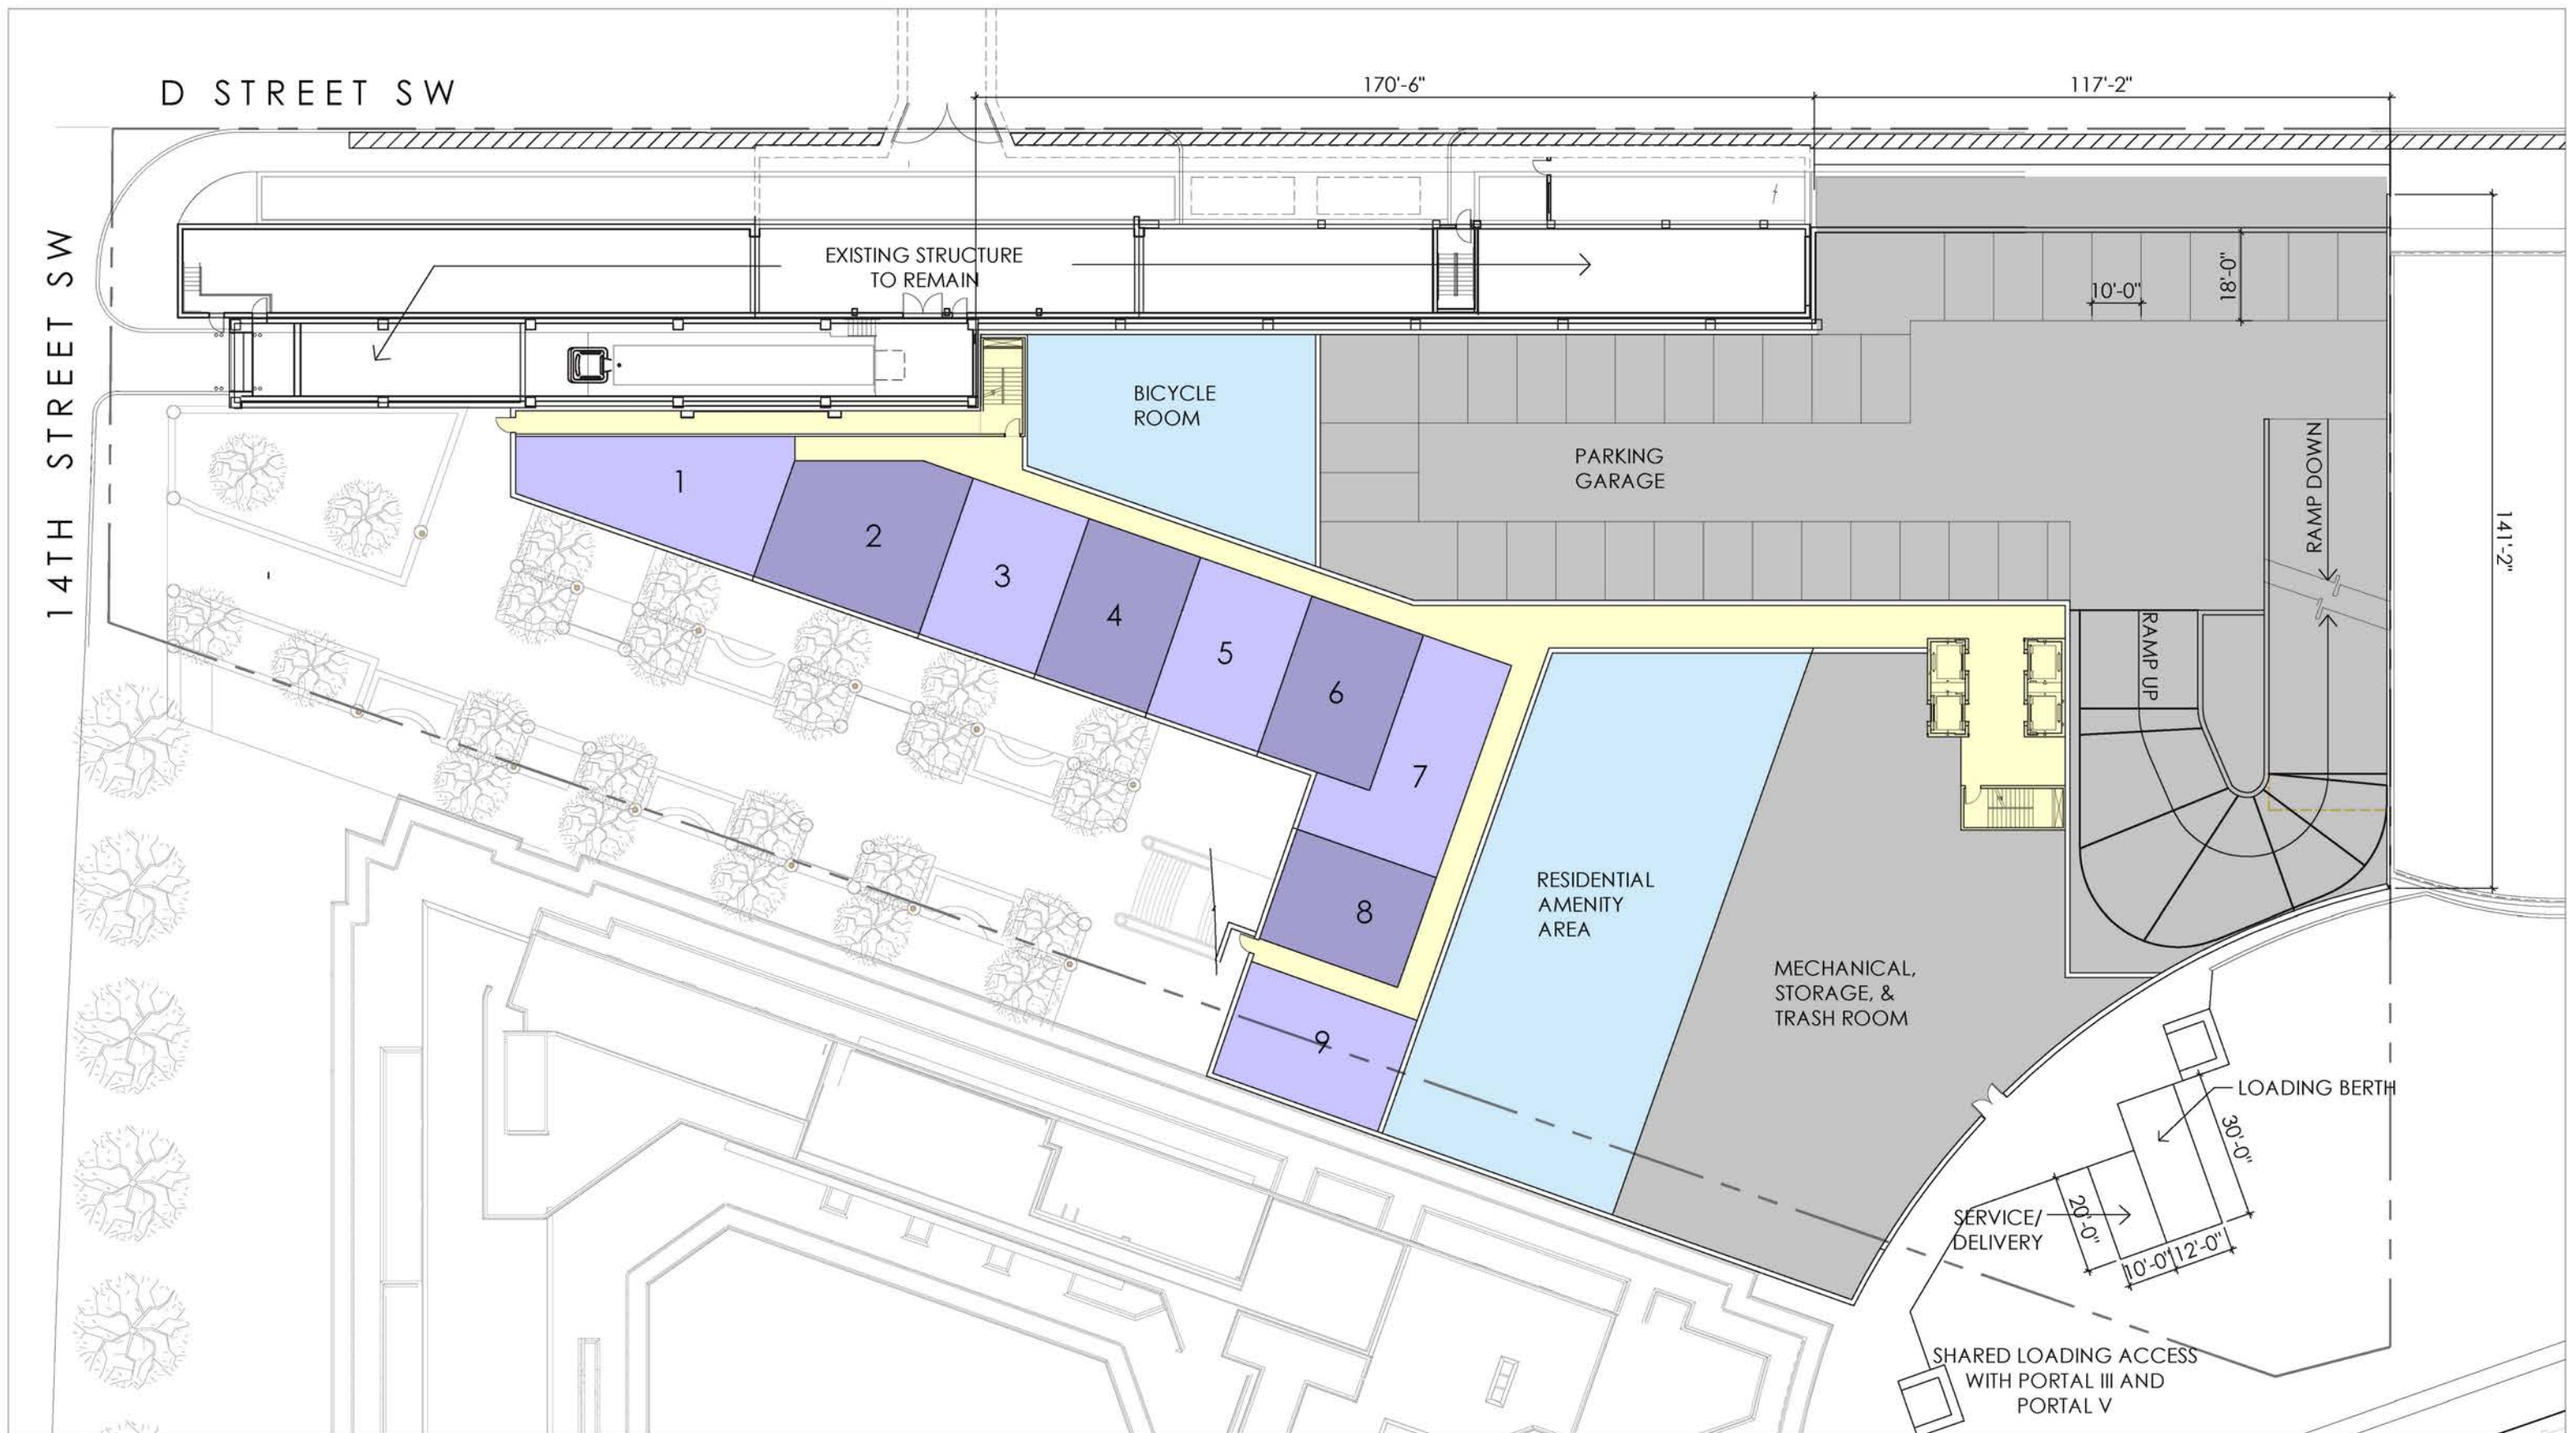 D STREET SW
170'-6"
117'-2"
14TH STREET SW
EXISTING STRUCTURE
TO REMAIN
10'-0"
18'-0"
BICYCLE
ROOM
PARKING
GARAGE
RAMP DOWN
141'-2"
1
2
3
4
5
6
7
8
9
RAMP UP
RESIDENTIAL
AMENITY
AREA
MECHANICAL,
STORAGE, &
TRASH ROOM
LOADING BERTH
30'-0"
SERVICE/
DELIVERY
20'-0"
10'-0"
12'-0"
SHARED LOADING ACCESS
WITH PORTAL III AND
PORTAL V